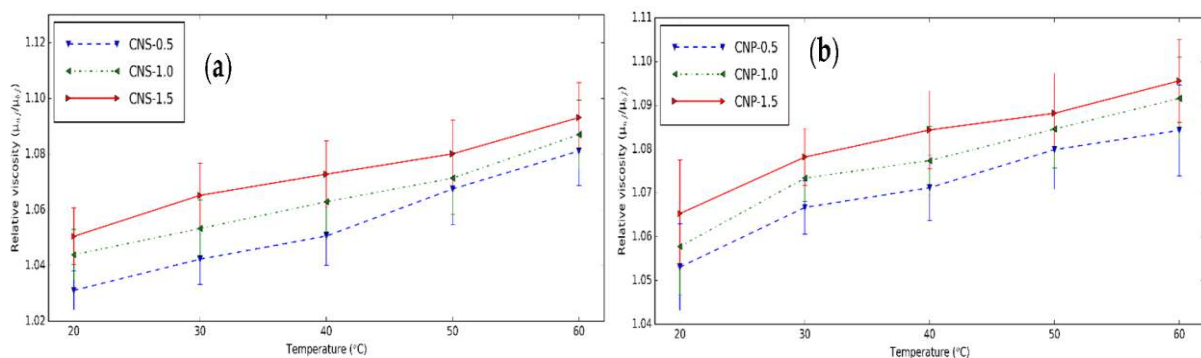 CNS-0.5
CNS-1.0
CNS-1.5
(a)
Relative viscosity (μnf/μbf)
1.13
1.12
1.10
1.08
1.06
1.04
1.02
20 30 40 50 60
Temperature (°C)
CNP-0.5
CNP-1.0
CNP-1.5
(b)
Relative viscosity (μnf/μbf)
1.11
1.10
1.09
1.08
1.07
1.06
1.05
1.04
20 30 40 50 60
Temperature (°C)